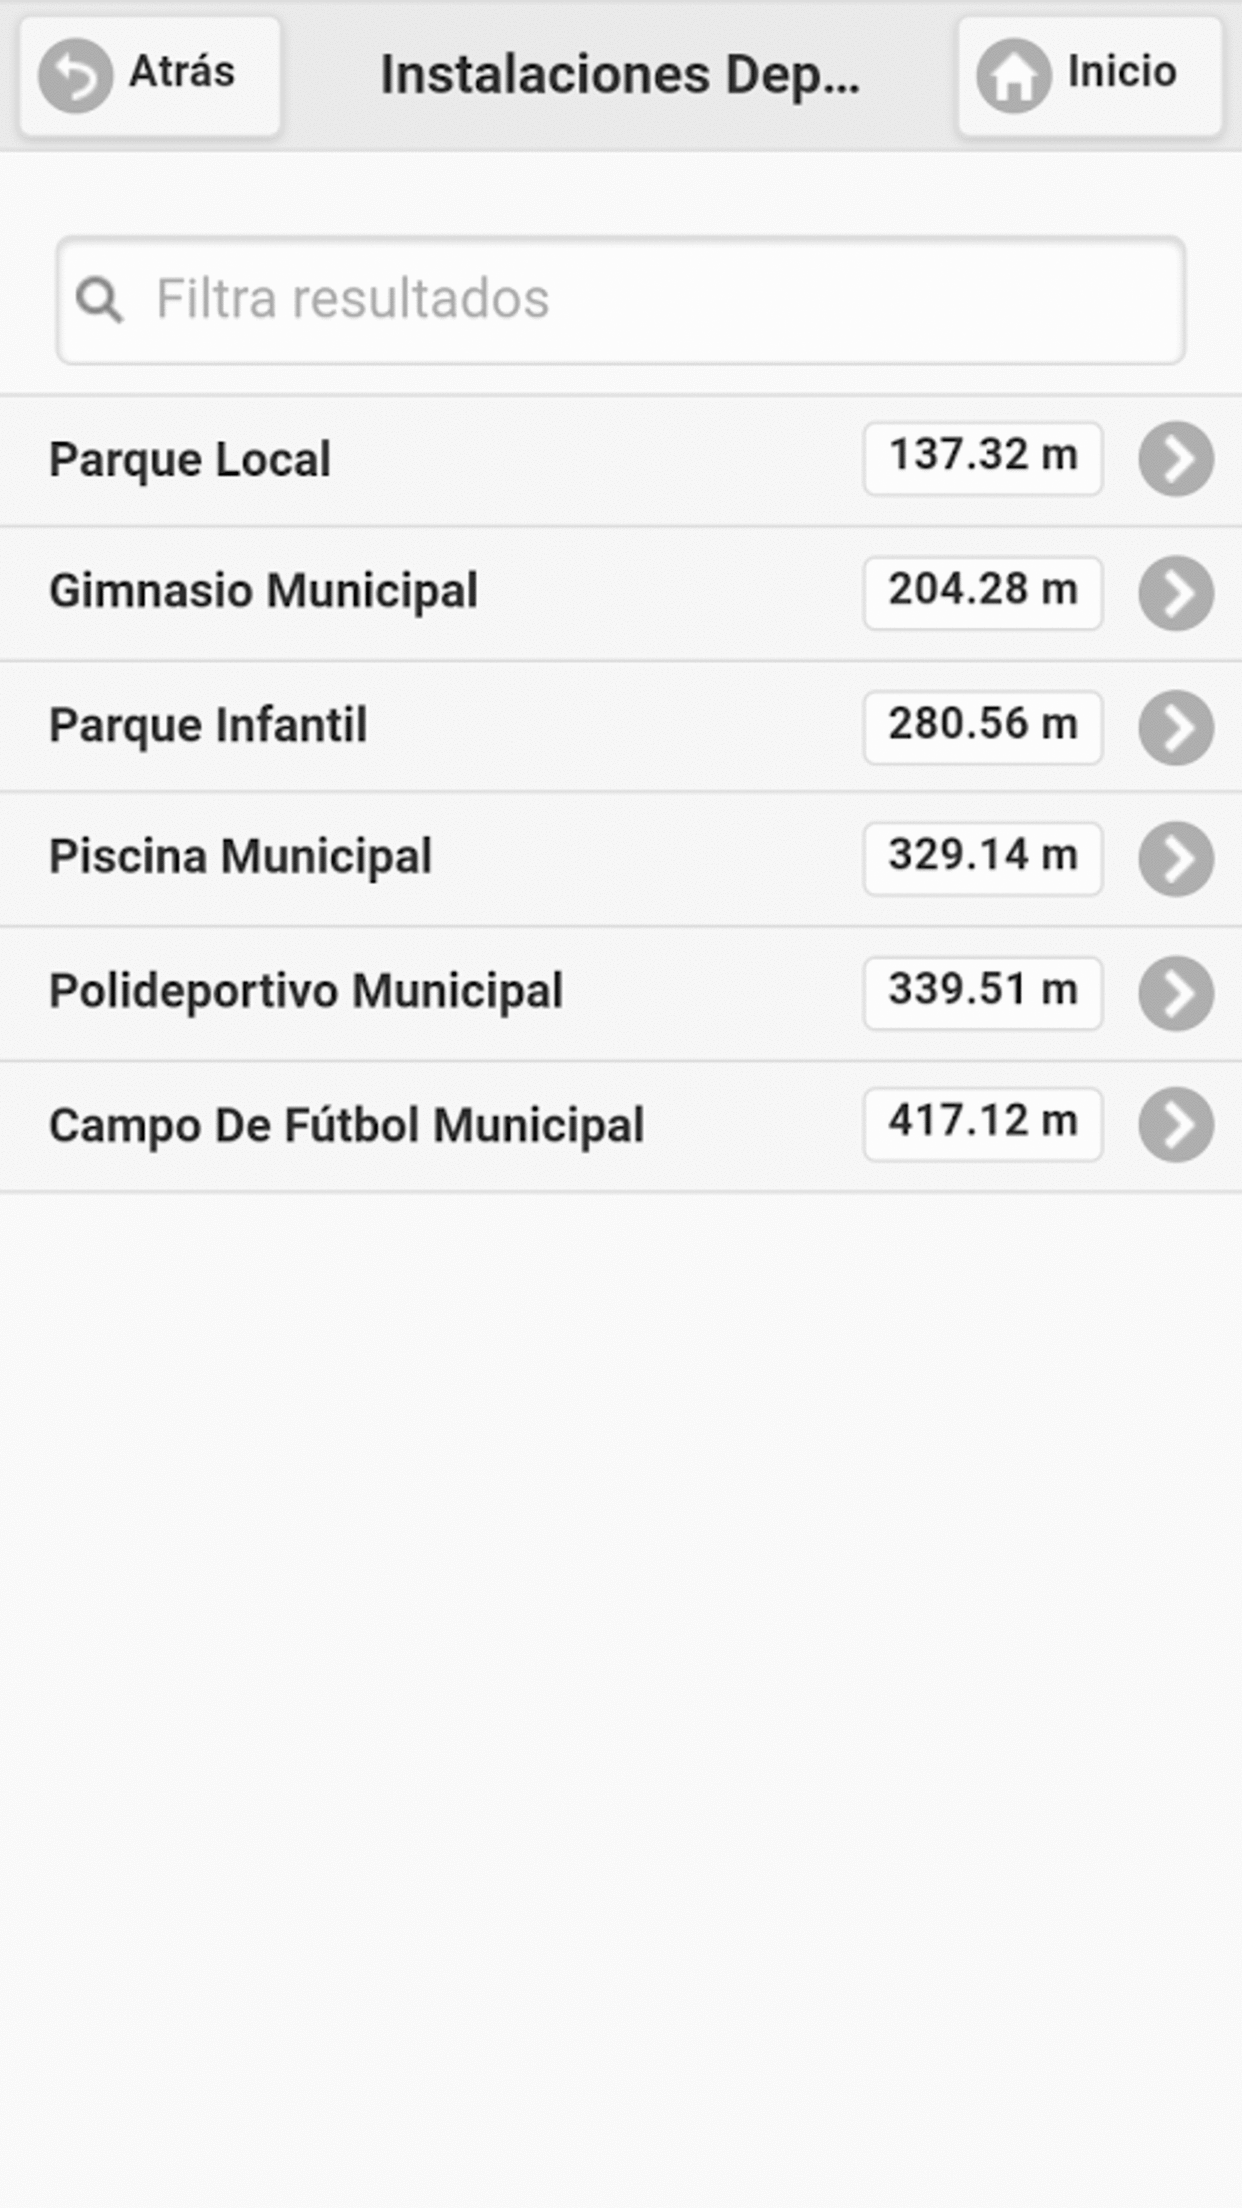 Atrás
Instalaciones Dep...
Inicio
Filtra resultados
Parque Local 137.32 m
Gimnasio Municipal 204.28 m
Parque Infantil 280.56 m
Piscina Municipal 329.14 m
Polideportivo Municipal 339.51 m
Campo De Fútbol Municipal 417.12 m